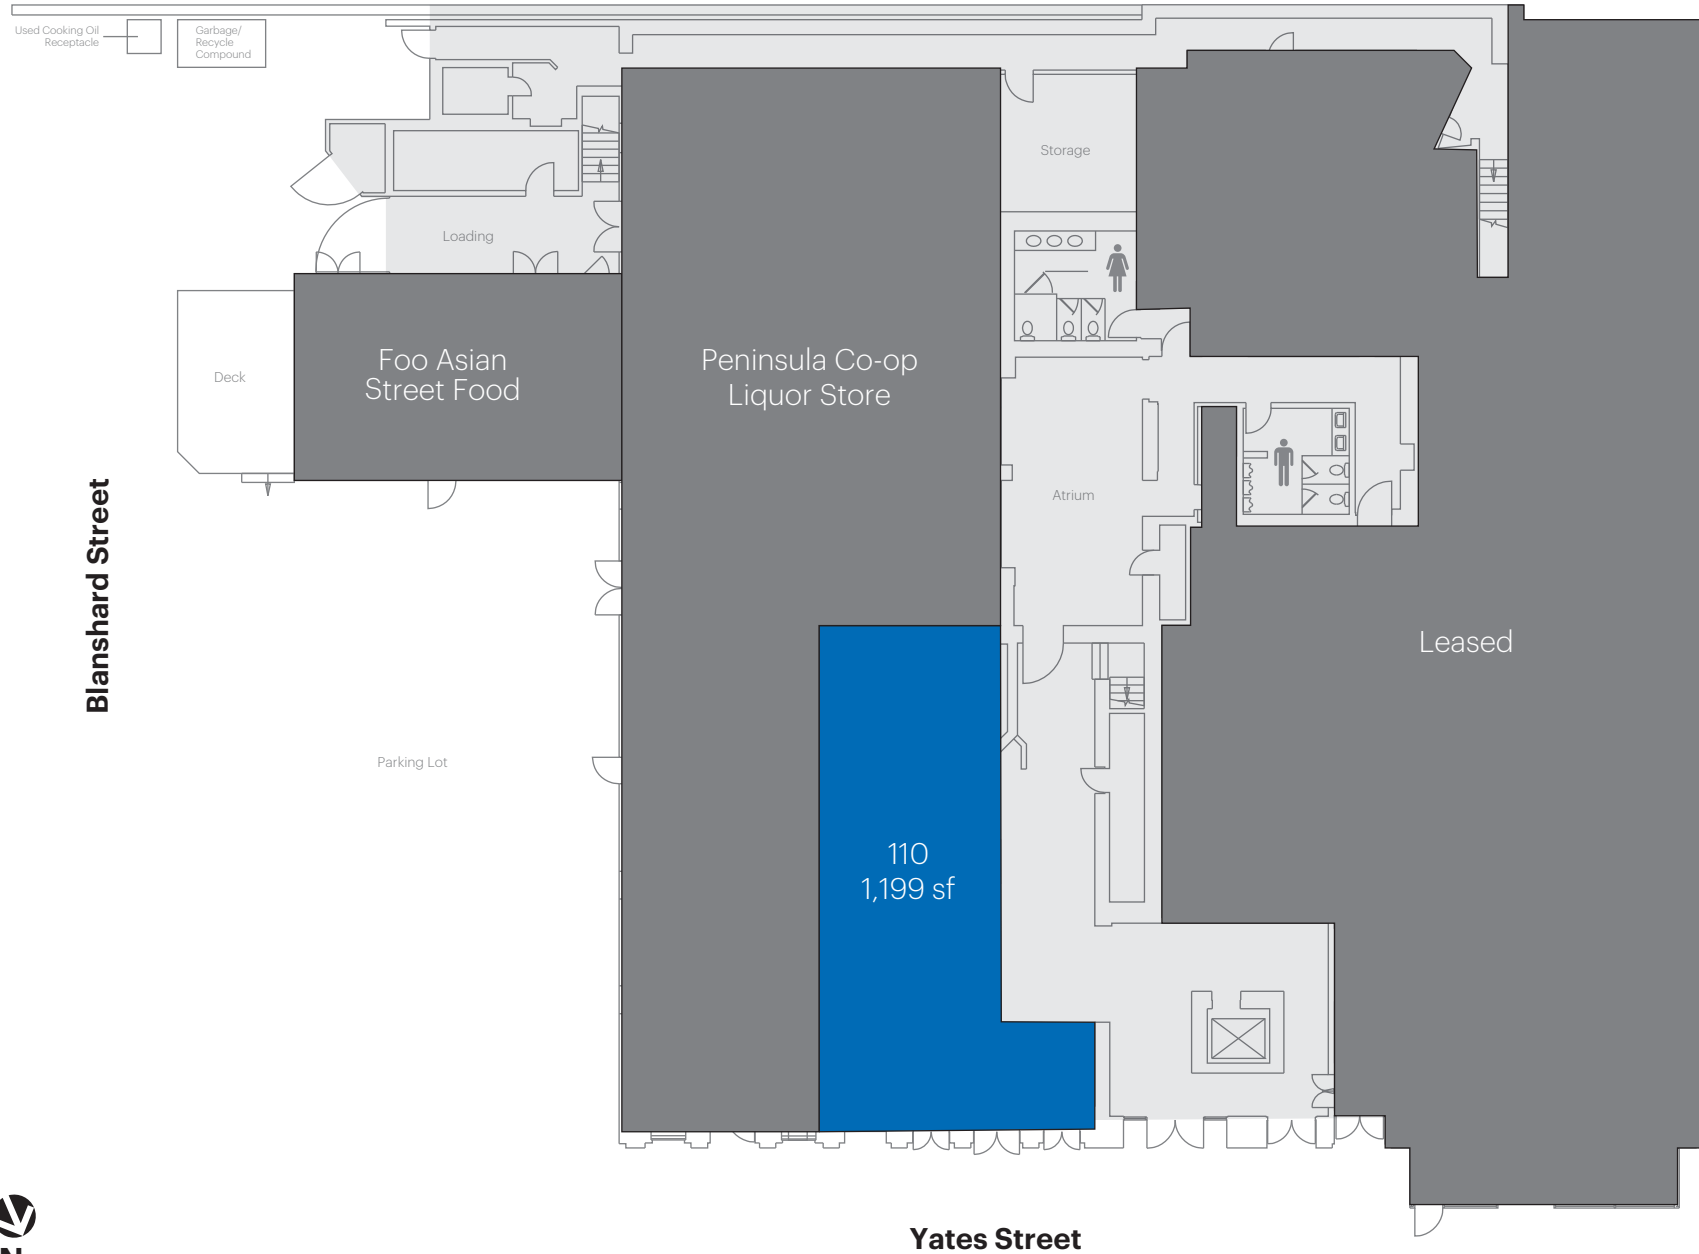 Used Cooking Oil
Receptacle
Garbage/
Recycle
Compound
Storage
Loading
Deck
Foo Asian
Street Food
Peninsula Co-op
Liquor Store
Atrium
Blanshard Street
Leased
Parking Lot
110
1,199 sf
Yates Street
N